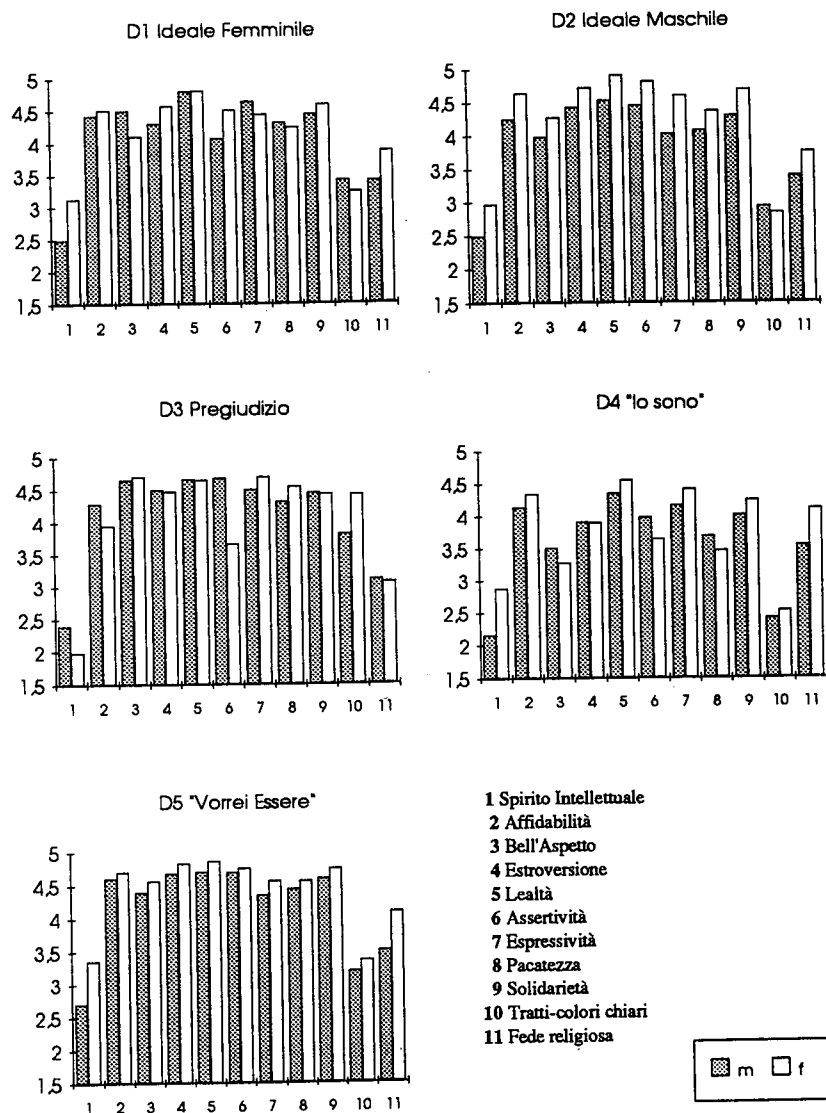 D1 Ideale Femminile
5
4,5
4
3,5
3
2,5
2
1,5
1 2 3 4 5 6 7 8 9 10 11
D2 Ideale Maschile
5
4,5
4
3,5
3
2,5
2
1,5
1 2 3 4 5 6 7 8 9 10 11
D3 Pregiudizio
5
4,5
4
3,5
3
2,5
2
1,5
1 2 3 4 5 6 7 8 9 10 11
D4 "Io sono"
5
4,5
4
3,5
3
2,5
2
1,5
1 2 3 4 5 6 7 8 9 10 11
D5 "Vorrei Essere"
5
4,5
4
3,5
3
2,5
2
1,5
1 2 3 4 5 6 7 8 9 10 11
1 Spirito Intellettuale
2 Affidabilità
3 Bell'Aspetto
4 Estroversione
5 Lealtà
6 Assertività
7 Espressività
8 Pacatezza
9 Solidarietà
10 Tratti-colori chiari
11 Fede religiosa
m f